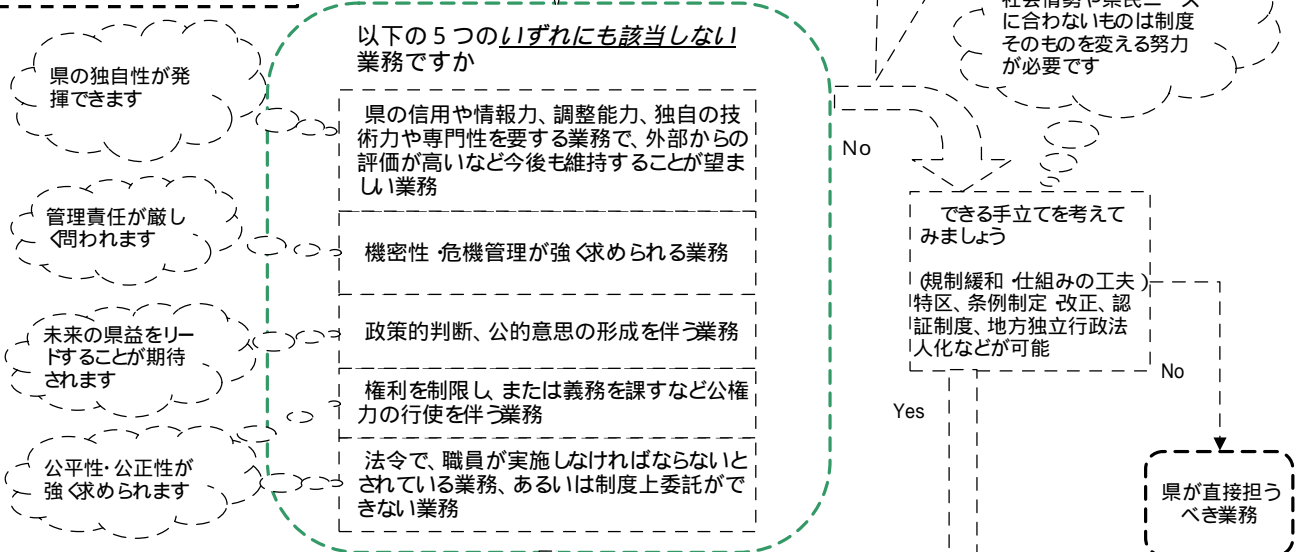 社会情勢や県民ニーズ
に合わないものは制度
そのものを変える努力
が必要です
以下の5つのいずれにも該当しない
業務ですか
県の独自性が発
揮できます
県の信用や情報力、調整能力、独自の技
術力や専門性を要する業務で、外部からの
評価が高いなど今後も維持することが望ま
しい業務
No
管理責任が厳し
く問われます
機密性・危機管理が強く求められる業務
できる手立てを考えて
みましょう
(規制緩和・仕組みの工夫)
特区、条例制定・改正、認
証制度、地方独立行政法
人化などが可能
未来の県益をリー
ドすることが期待
されます
政策的判断、公的意思の形成を伴う業務
権利を制限し、または義務を課すなど公権
力の行使を伴う業務
No
Yes
公平性・公正性が
強く求められます
法令で、職員が実施しなければならないと
されている業務、あるいは制度上委託がで
きない業務
県が直接担う
べき業務